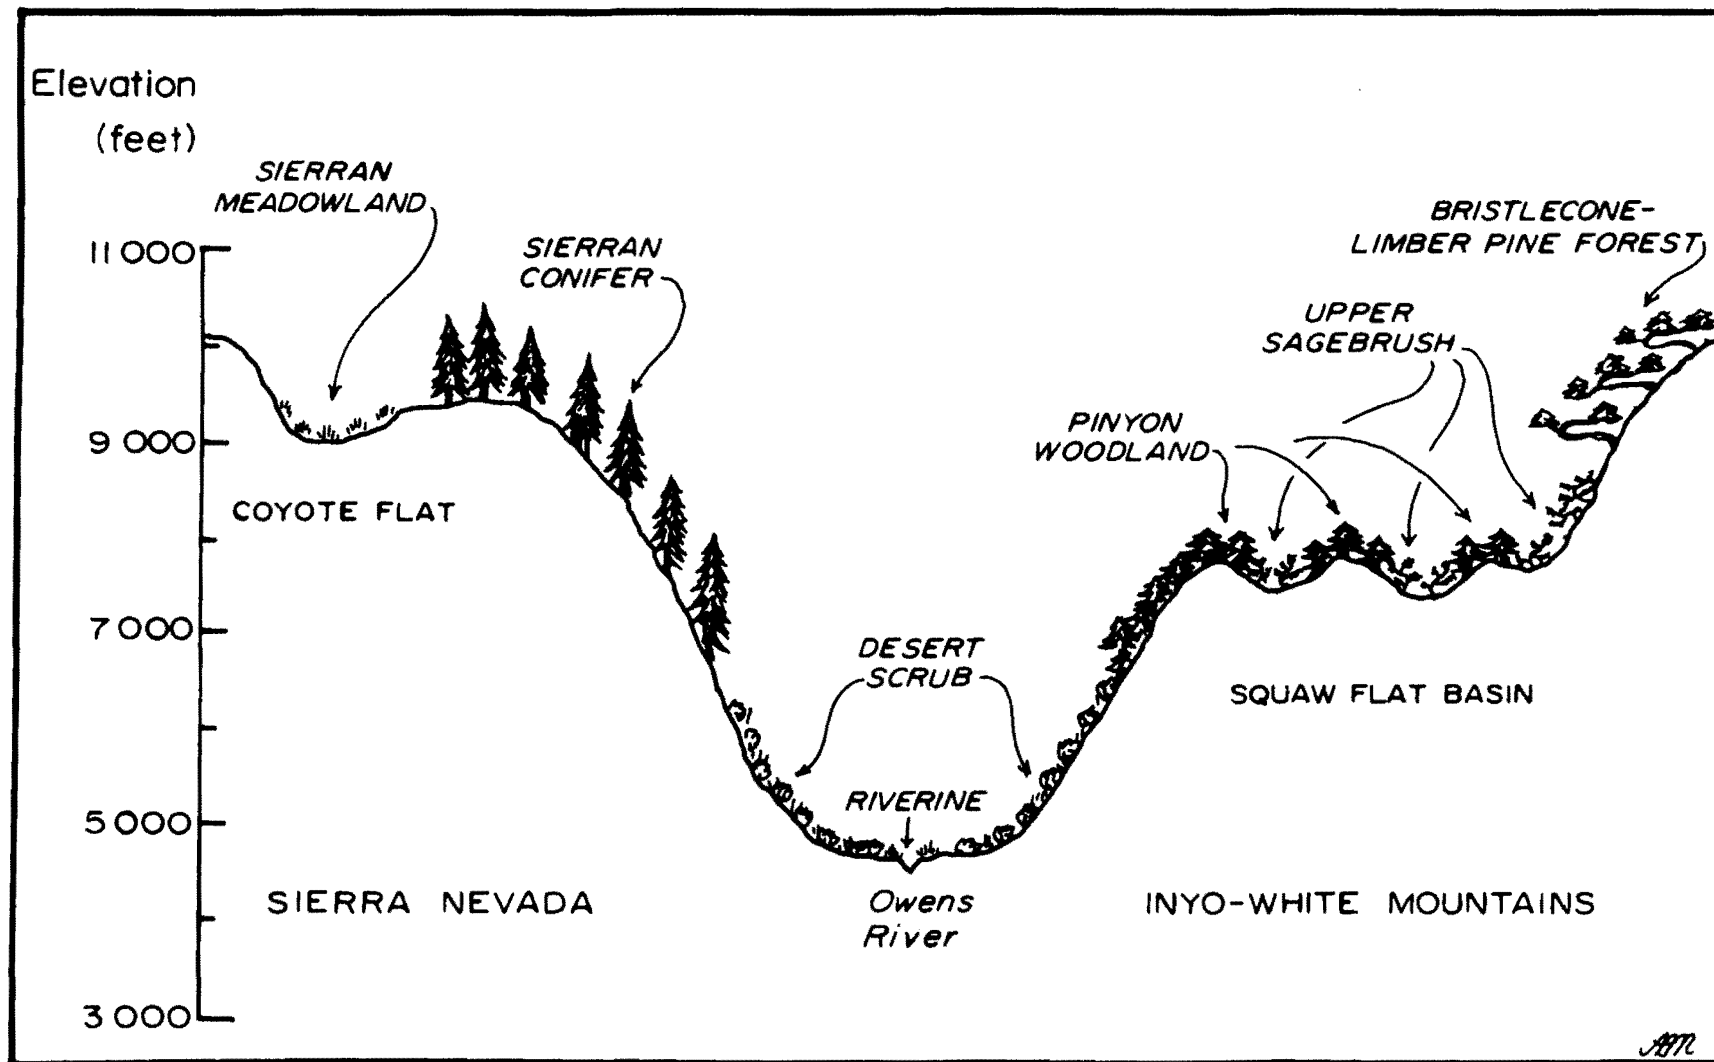 Elevation
(feet)
SIERRAN
MEADOWLAND
SIERRAN
CONIFER
BRISTLECONE-
LIMBER PINE FOREST
UPPER
SAGEBRUSH
PINYON
WOODLAND
11 000
9 000
7 000
5 000
3 000
COYOTE FLAT
DESERT
SCRUB
SQUAW FLAT BASIN
RIVERINE
SIERRA NEVADA
Owens
River
INYO-WHITE MOUNTAINS